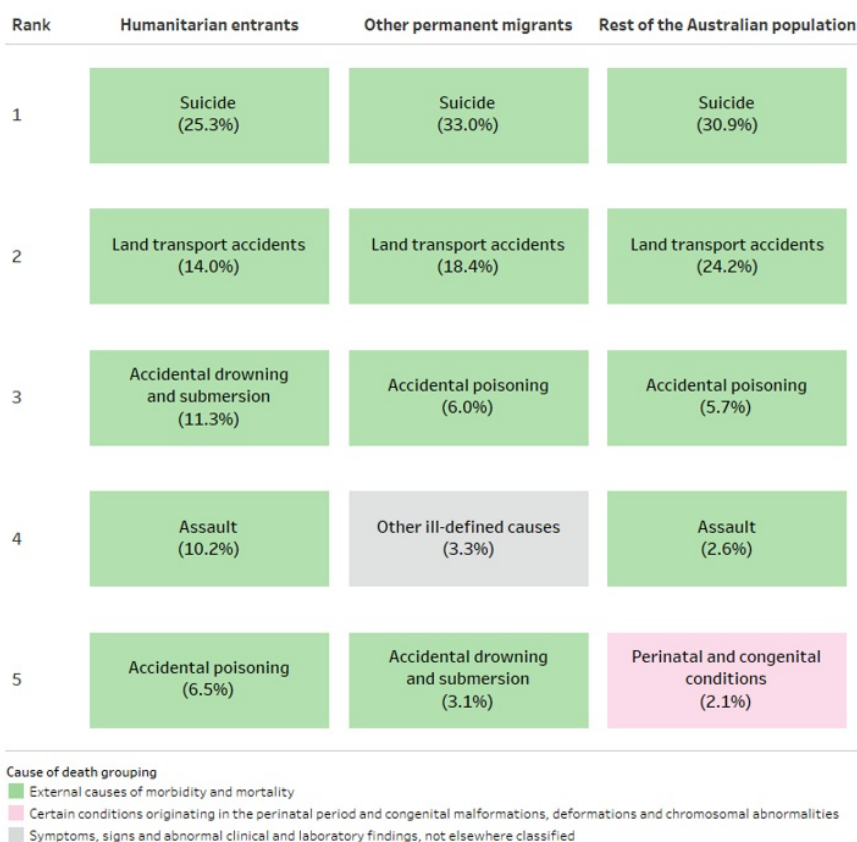 Rank Humanitarian entrants Other permanent migrants Rest of the Australian population
1
Suicide
(25.3%)
Suicide
(33.0%)
Suicide
(30.9%)
2
Land transport accidents
(14.0%)
Land transport accidents
(18.4%)
Land transport accidents
(24.2%)
3
Accidental drowning
and submersion
(11.3%)
Accidental poisoning
(6.0%)
Accidental poisoning
(5.7%)
4
Assault
(10.2%)
Other ill-defined causes
(3.3%)
Assault
(2.6%)
5
Accidental poisoning
(6.5%)
Accidental drowning
and submersion
(3.1%)
Perinatal and congenital
conditions
(2.1%)
Cause of death grouping
External causes of morbidity and mortality
Certain conditions originating in the perinatal period and congenital malformations, deformations and chromosomal abnormalities
Symptoms, signs and abnormal clinical and laboratory findings, not elsewhere classified